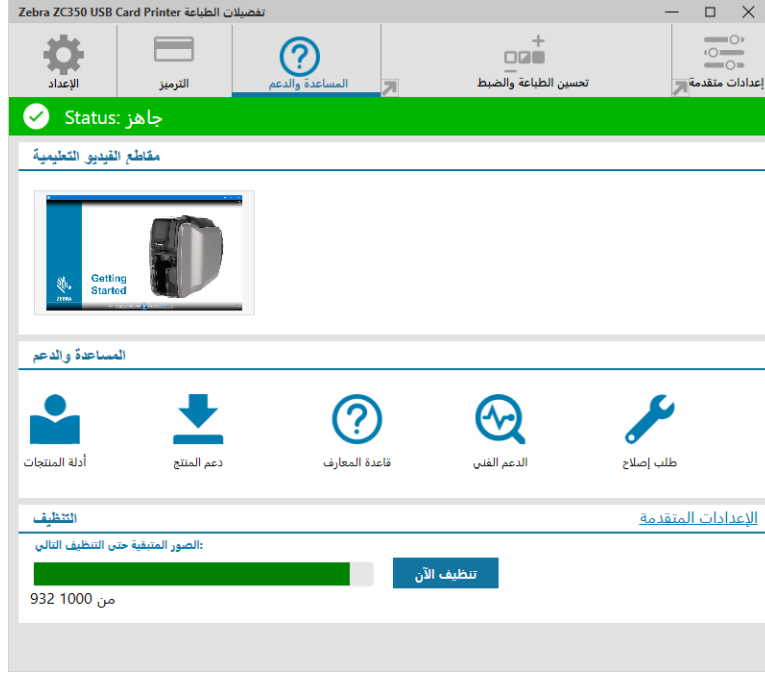 Zebra ZC350 USB Card Printer تفصيلات الطباعة
الإعداد
الترميز
المساعدة والدعم
تحسين الطباعة والضبط
إعدادات متقدمة
Status: جاهز
مقاطع الفيديو التعليمية
Getting
Started
ZEBRA
المساعدة والدعم
أدلة المنتجات
دعم المنتج
قاعدة المعارف
الدعم الفني
طلب إصلاح
التنظيف
الإعدادات المتقدمة
الصور المتبقية حتى التنظيف التالي:
تنظيف الآن
932 من 1000